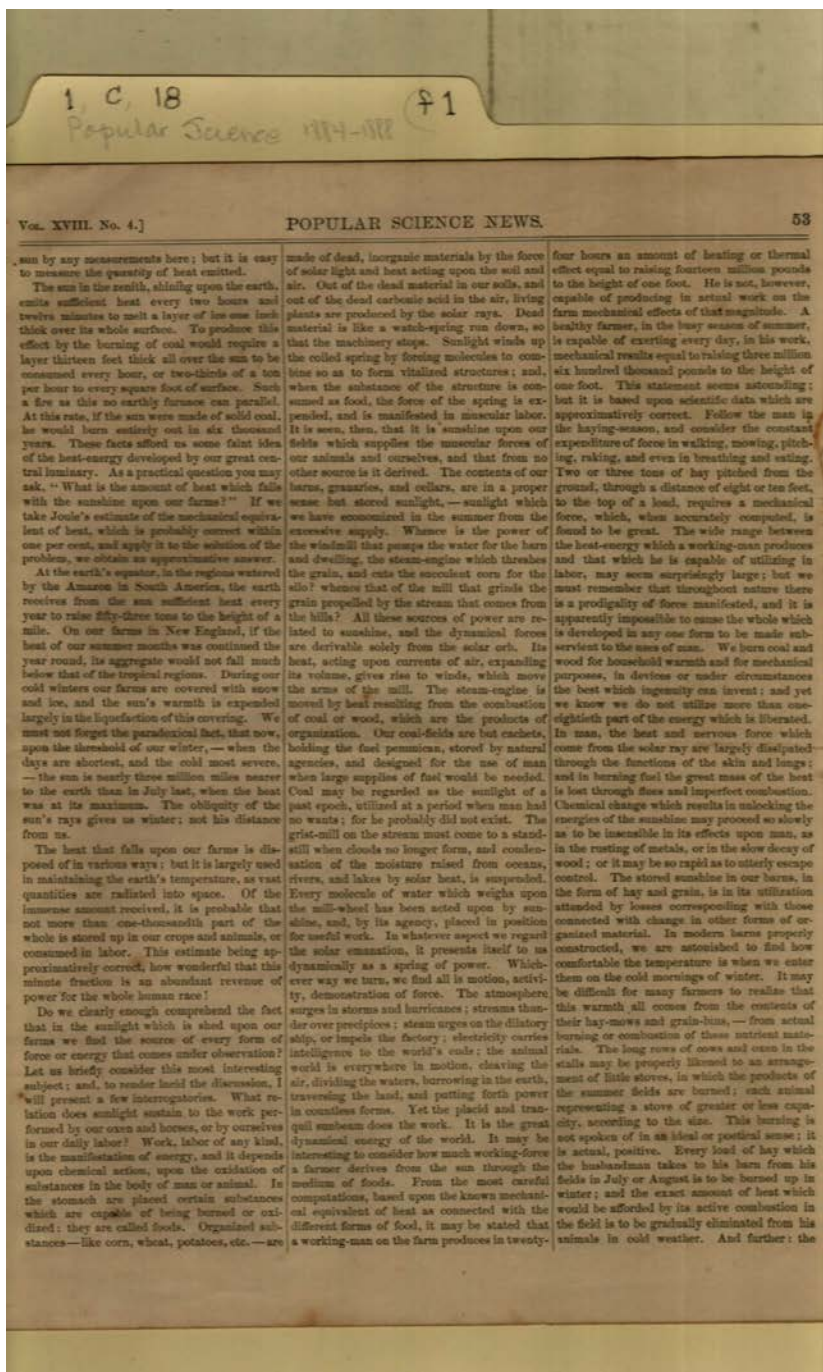 1, C, 18
f1
Popular Science 1884-1888
VOL. XVIII. No. 4.]
POPULAR SCIENCE NEWS.
53
sun by any measurements here; but it is easy
to measure the quantity of heat emitted.
The sun in the zenith, shining upon the earth,
emits sufficient heat every two hours and
twelve minutes to melt a layer of ice one inch
thick over its whole surface. To produce this
effect by the burning of coal would require a
layer thirteen feet thick all over the sun to be
consumed every hour, or two-thirds of a ton
per hour to every square foot of surface. Such
a fire as this no earthly furnace can parallel.
At this rate, if the sun were made of solid coal,
he would burn entirely out in six thousand
years. These facts afford us some faint idea
of the heat-energy developed by our great cen-
tral luminary. As a practical question you may
ask, "What is the amount of heat which falls
with the sunshine upon our farms?" If we
take Joule's estimate of the mechanical equiva-
lent of heat, which is probably correct within
one per cent, and apply it to the solution of the
problem, we obtain an approximative answer.
At the earth's equator, in the regions watered
by the Amazon in South America, the earth
receives from the sun sufficient heat every
year to raise fifty-three tons to the height of a
mile. On our farms in New England, if the
heat of our summer months was continued the
year round, its aggregate would not fall much
below that of the tropical regions. During our
cold winters our farms are covered with snow
and ice, and the sun's warmth is expended
largely in the liquefaction of this covering. We
must not forget the paradoxical fact, that now,
upon the threshold of our winter,—when the
days are shortest, and the cold most severe,
—the sun is nearly three million miles nearer
to the earth than in July last, when the heat
was at its maximum. The obliquity of the
sun's rays gives us winter; not his distance
from us.
The heat that falls upon our farms is dis-
posed of in various ways; but it is largely used
in maintaining the earth's temperature, as vast
quantities are radiated into space. Of the
immense amount received, it is probable that
not more than one-thousandth part of the
whole is stored up in our crops and animals, or
consumed in labor. This estimate being ap-
proximatively correct, how wonderful that this
minute fraction is an abundant revenue of
power for the whole human race!
Do we clearly enough comprehend the fact
that in the sunlight which is shed upon our
farms we find the source of every form of
force or energy that comes under observation?
Let us briefly consider this most interesting
subject; and, to render lucid the discussion, I
will present a few interrogatories. What re-
lation does sunlight sustain to the work per-
formed by our oxen and horses, or by ourselves
in our daily labor? Work, labor of any kind,
is the manifestation of energy, and it depends
upon chemical action, upon the oxidation of
substances in the body of man or animal. In
the stomach are placed certain substances
which are capable of being burned or oxi-
dized: they are called foods. Organized sub-
stances—like corn, wheat, potatoes, etc.—are
made of dead, inorganic materials by the force
of solar light and heat acting upon the soil and
air. Out of the dead material in our soils, and
out of the dead carbonic acid in the air, living
plants are produced by the solar rays. Dead
material is like a watch-spring run down, so
that the machinery stops. Sunlight winds up
the coiled spring by forcing molecules to com-
bine so as to form vitalized structures; and,
when the substance of the structure is con-
sumed as food, the force of the spring is ex-
pended, and is manifested in muscular labor.
It is seen, then, that it is sunshine upon our
fields which supplies the muscular forces of
our animals and ourselves, and that from no
other source is it derived. The contents of our
barns, granaries, and cellars, are in a proper
sense but stored sunlight,—sunlight which
we have economized in the summer from the
excessive supply. Whence is the power of
the windmill that pumps the water for the barn
and dwelling, the steam-engine which threshes
the grain, and cuts the succulent corn for the
silo? whence that of the mill that grinds the
grain propelled by the stream that comes from
the hills? All these sources of power are re-
lated to sunshine, and the dynamical forces
are derivable solely from the solar orb. Its
heat, acting upon currents of air, expanding
its volume, gives rise to winds, which move
the arms of the mill. The steam-engine is
moved by heat resulting from the combustion
of coal or wood, which are the products of
organization. Our coal-fields are but cachets,
holding the fuel pemmican, stored by natural
agencies, and designed for the use of man
when large supplies of fuel would be needed.
Coal may be regarded as the sunlight of a
past epoch, utilized at a period when man had
no wants; for he probably did not exist. The
grist-mill on the stream must come to a stand-
still when clouds no longer form, and conden-
sation of the moisture raised from oceans,
rivers, and lakes by solar heat, is suspended.
Every molecule of water which weighs upon
the mill-wheel has been acted upon by sun-
shine, and, by its agency, placed in position
for useful work. In whatever aspect we regard
the solar emanation, it presents itself to us
dynamically as a spring of power. Which-
ever way we turn, we find all is motion, activi-
ty, demonstration of force. The atmosphere
surges in storms and hurricanes; streams thun-
der over precipices; steam urges on the dilatory
ship, or impels the factory; electricity carries
intelligence to the world's ends; the animal
world is everywhere in motion, cleaving the
air, dividing the waters, burrowing in the earth,
traversing the land, and putting forth power
in countless forms. Yet the placid and tran-
quil sunbeam does the work. It is the great
dynamical energy of the world. It may be
interesting to consider how much working-force
a farmer derives from the sun through the
medium of foods. From the most careful
computations, based upon the known mechani-
cal equivalent of heat as connected with the
different forms of food, it may be stated that
a working-man on the farm produces in twenty-
four hours an amount of heating or thermal
effect equal to raising fourteen million pounds
to the height of one foot. He is not, however,
capable of producing in actual work on the
farm mechanical effects of that magnitude. A
healthy farmer, in the busy season of summer,
is capable of exerting every day, in his work,
mechanical results equal to raising three million
six hundred thousand pounds to the height of
one foot. This statement seems astounding;
but it is based upon scientific data which are
approximatively correct. Follow the man in
the haying-season, and consider the constant
expenditure of force in walking, mowing, pitch-
ing, raking, and even in breathing and eating.
Two or three tons of hay pitched from the
ground, through a distance of eight or ten feet,
to the top of a load, requires a mechanical
force, which, when accurately computed, is
found to be great. The wide range between
the heat-energy which a working-man produces
and that which he is capable of utilizing in
labor, may seem surprisingly large; but we
must remember that throughout nature there
is a prodigality of force manifested, and it is
apparently impossible to cause the whole which
is developed in any one form to be made sub-
servient to the uses of man. We burn coal and
wood for household warmth and for mechanical
purposes, in devices or under circumstances
the best which ingenuity can invent; and yet
we know we do not utilize more than one-
eightieth part of the energy which is liberated.
In man, the heat and nervous force which
come from the solar ray are largely dissipated
through the functions of the skin and lungs;
and in burning fuel the great mass of the heat
is lost through flues and imperfect combustion.
Chemical change which results in unlocking the
energies of the sunshine may proceed so slowly
as to be insensible in its effects upon man, as
in the rusting of metals, or in the slow decay of
wood; or it may be so rapid as to utterly escape
control. The stored sunshine in our barns, in
the form of hay and grain, is in its utilization
attended by losses corresponding with those
connected with change in other forms of or-
ganized material. In modern barns properly
constructed, we are astonished to find how
comfortable the temperature is when we enter
them on the cold mornings of winter. It may
be difficult for many farmers to realize that
this warmth all comes from the contents of
their hay-mows and grain-bins,—from actual
burning or combustion of these nutrient mate-
rials. The long rows of cows and oxen in the
stalls may be properly likened to an arrange-
ment of little stoves, in which the products of
the summer fields are burned; each animal
representing a stove of greater or less capa-
city, according to the size. This burning is
not spoken of in an ideal or poetical sense; it
is actual, positive. Every load of hay which
the husbandman takes to his barn from his
fields in July or August is to be burned up in
winter; and the exact amount of heat which
would be afforded by its active combustion in
the field is to be gradually eliminated from his
animals in cold weather. And further: the